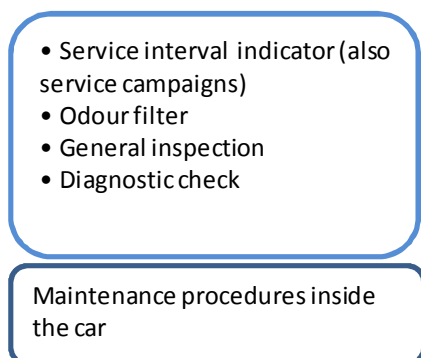 • Service interval indicator (also
service campaigns)
• Odour filter
• General inspection
• Diagnostic check
Maintenance procedures inside
the car